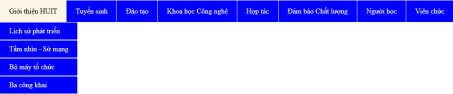 Giới thiệu HUIT Tuyển sinh Đào tạo Khoa học Công nghệ Hợp tác Đảm bảo Chất lượng Người học Viên chức
Lịch sử phát triển
Tầm nhìn - Sứ mạng
Bộ máy tổ chức
Ba công khai